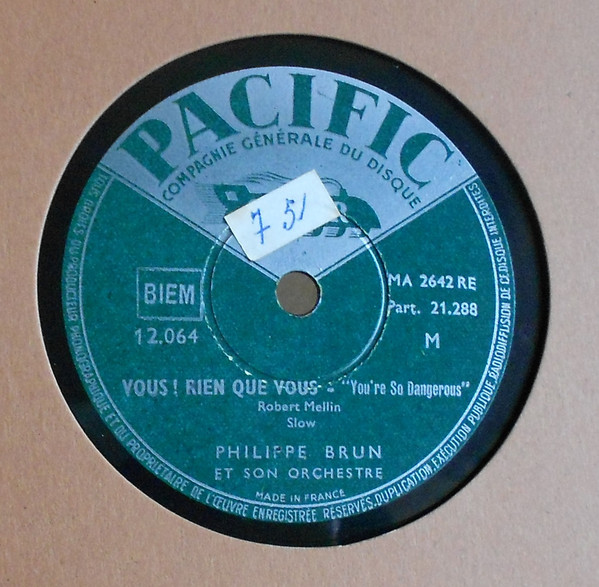 PACIFIC
COMPAGNIE GÉNÉRALE DU DISQUE
7 5/
BIEM
12.064
MA 2642 RE
Part. 21.288
M
VOUS! RIEN QUE VOUS - "You're So Dangerous"
Robert Mellin
Slow
PHILIPPE BRUN
ET SON ORCHESTRE
MADE IN FRANCE
TOUS DROITS DU PRODUCTEUR PHONOGRAPHIQUE ET DU PROPRIETAIRE DE L'ŒUVRE ENREGISTRÉE RÉSERVÉS, DUPLICATION, EXÉCUTION PUBLIQUE, RADIODIFFUSION DE CE DISQUE INTERDITES